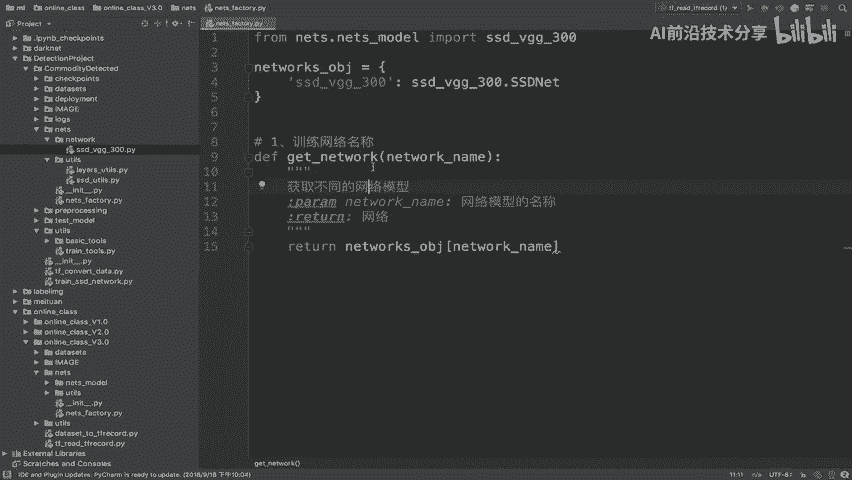 ml online_class online_class_V3.0 nets nets_factory.py
tf_read_tfrecord (1)
AI前沿技术分享 bilibili
Project
nets_factory.py
.ipynb_checkpoints
darknet
DetectionProject
CommodityDetected
checkpoints
datasets
deployment
IMAGE
logs
nets
network
ssd_vgg_300.py
utils
layers_utils.py
ssd_utils.py
__init__.py
nets_factory.py
preprocessing
test_model
utils
basic_tools
train_tools.py
__init__.py
tf_convert_data.py
train_ssd_network.py
labelimg
meituan
online_class
online_class_V1.0
online_class_V2.0
online_class_V3.0
datasets
IMAGE
nets
nets_model
utils
__init__.py
nets_factory.py
utils
dataset_to_tfrecord.py
tf_read_tfrecord.py
External Libraries
Scratches and Consoles
1 from nets.nets_model import ssd_vgg_300
2
3 networks_obj = {
4 'ssd_vgg_300': ssd_vgg_300.SSDNet
5 }
6
7
8 # 1、训练网络名称
9 def get_network(network_name):
10 """
11 获取不同的网络模型
12 :param network_name: 网络模型的名称
13 :return: 网络
14 """
15 return networks_obj[network_name]
get_network()
IDE and Plugin Updates: PyCharm is ready to update. (2018/9/18 下午10:04)
11:11 UTF-8